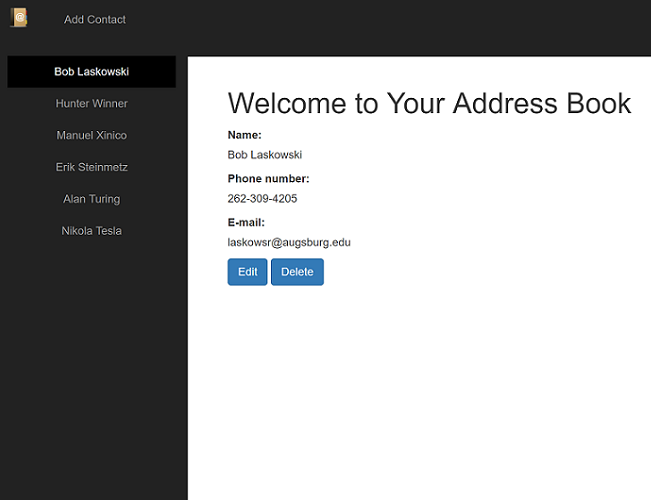 Add Contact
Bob Laskowski
Hunter Winner
Manuel Xinico
Erik Steinmetz
Alan Turing
Nikola Tesla
Welcome to Your Address Book
Name:
Bob Laskowski
Phone number:
262-309-4205
E-mail:
laskowsr@augsburg.edu
Edit Delete